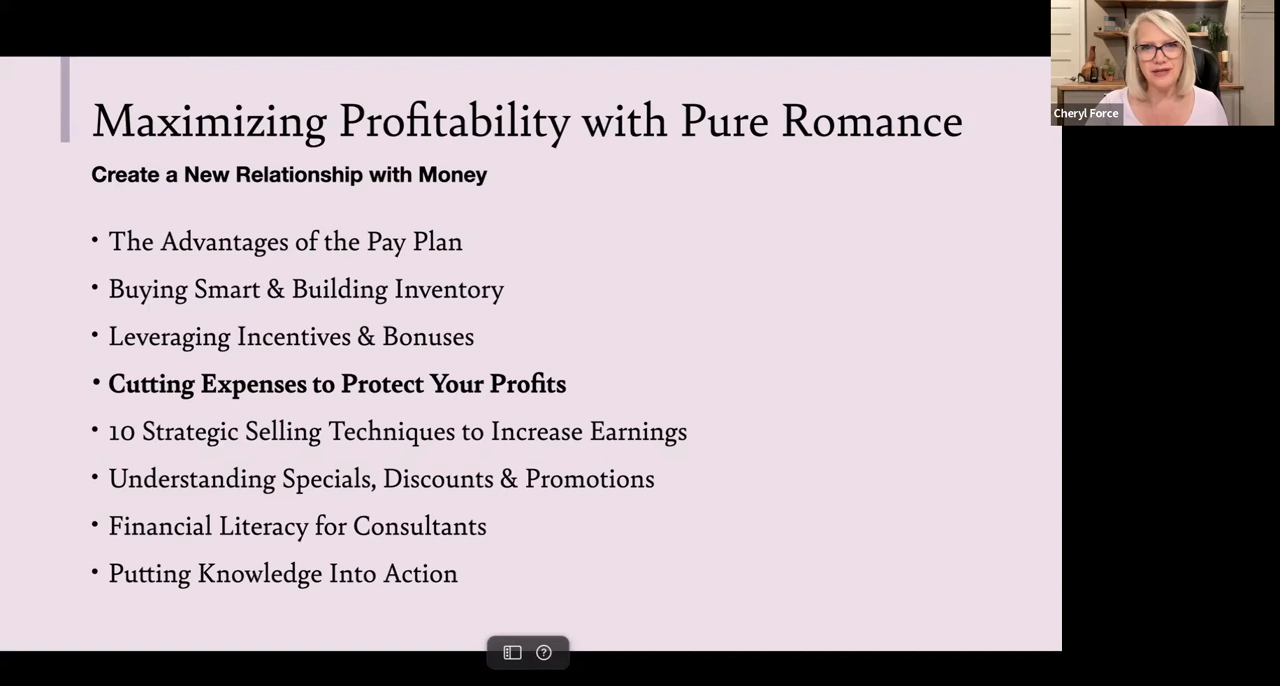 Maximizing Profitability with Pure Romance
Create a New Relationship with Money
• The Advantages of the Pay Plan
• Buying Smart & Building Inventory
• Leveraging Incentives & Bonuses
• Cutting Expenses to Protect Your Profits
• 10 Strategic Selling Techniques to Increase Earnings
• Understanding Specials, Discounts & Promotions
• Financial Literacy for Consultants
• Putting Knowledge Into Action
Cheryl Force